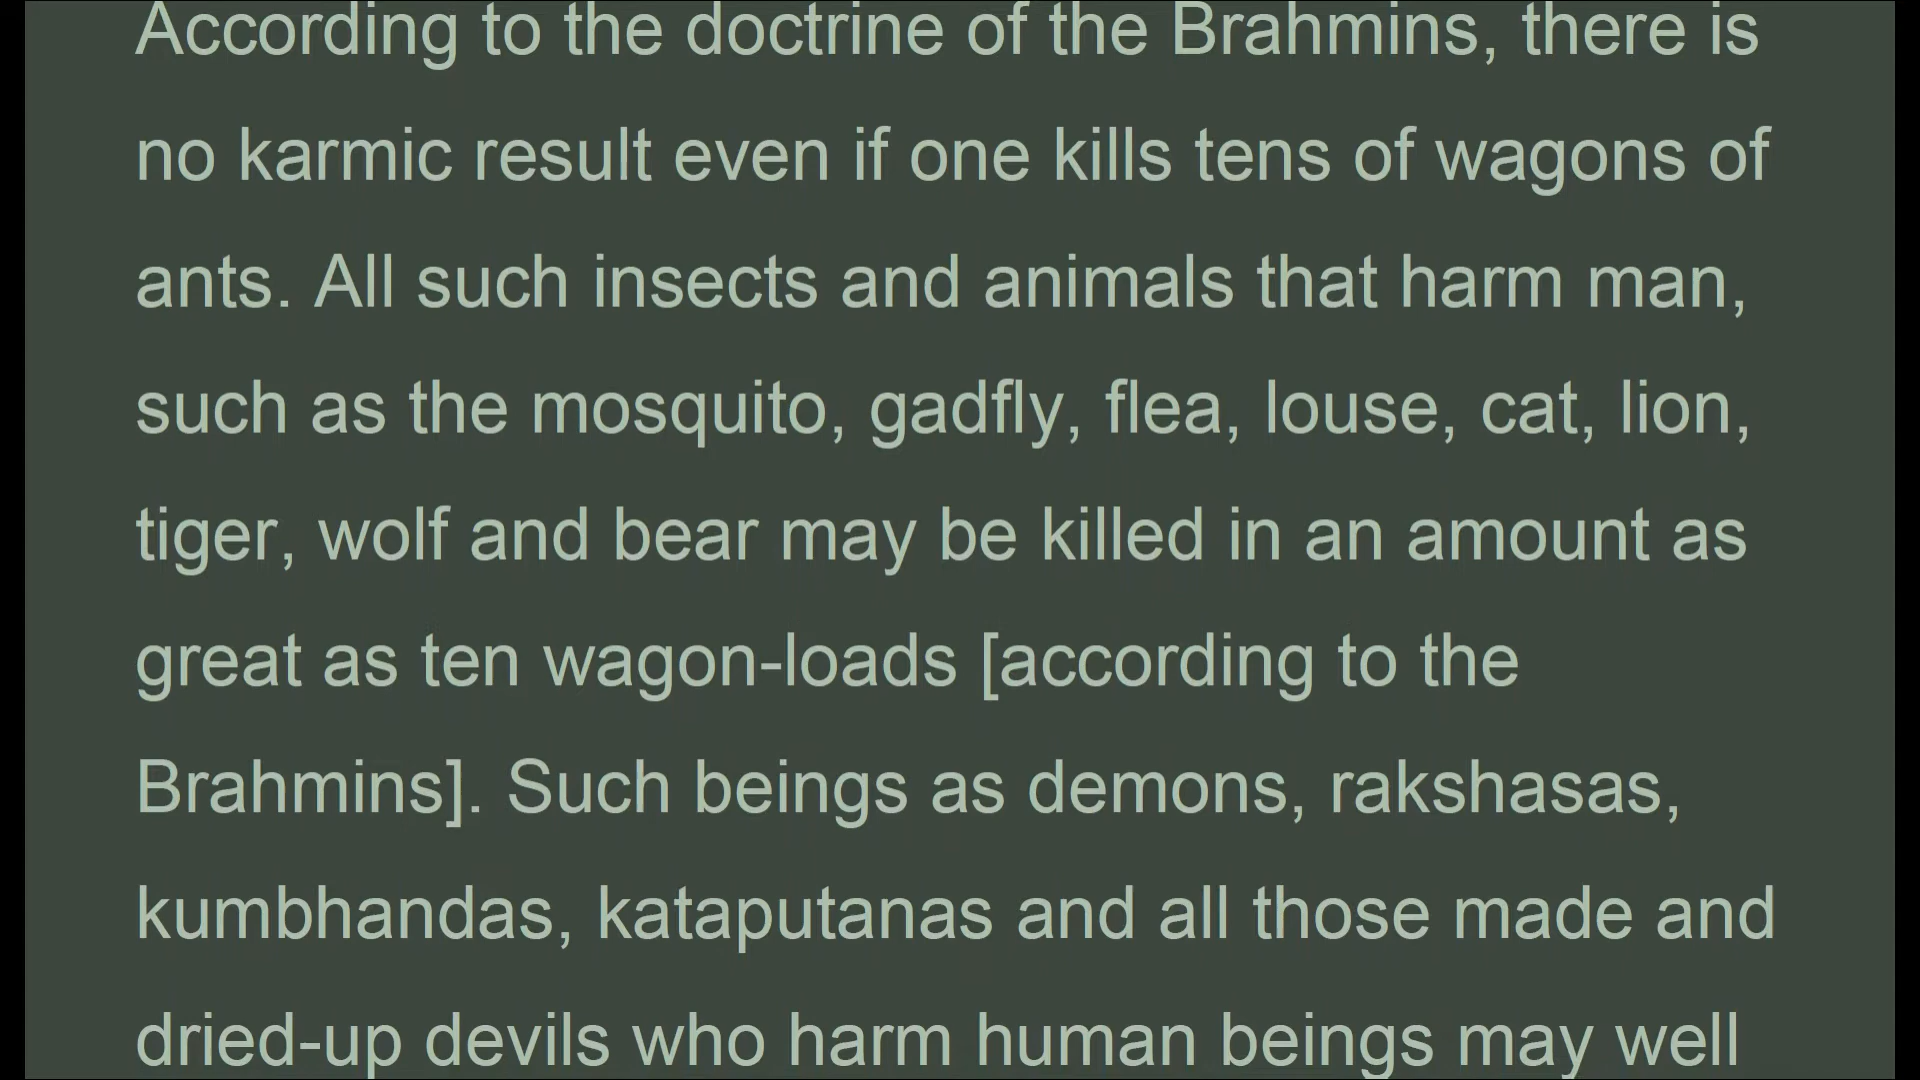 According to the doctrine of the Brahmins, there is
no karmic result even if one kills tens of wagons of
ants. All such insects and animals that harm man,
such as the mosquito, gadfly, flea, louse, cat, lion,
tiger, wolf and bear may be killed in an amount as
great as ten wagon-loads [according to the
Brahmins]. Such beings as demons, rakshasas,
kumbhandas, kataputanas and all those made and
dried-up devils who harm human beings may well